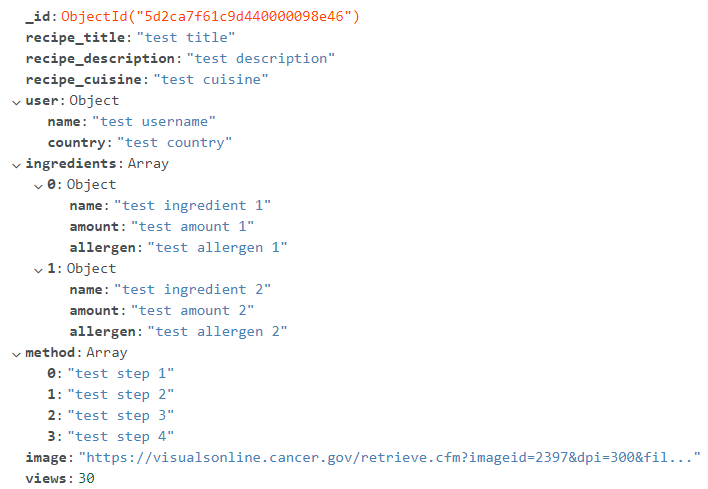 _id: ObjectId("5d2ca7f61c9d440000098e46")
recipe_title: "test title"
recipe_description: "test description"
recipe_cuisine: "test cuisine"
user: Object
name: "test username"
country: "test country"
ingredients: Array
0: Object
name: "test ingredient 1"
amount: "test amount 1"
allergen: "test allergen 1"
1: Object
name: "test ingredient 2"
amount: "test amount 2"
allergen: "test allergen 2"
method: Array
0: "test step 1"
1: "test step 2"
2: "test step 3"
3: "test step 4"
image: "https://visualsonline.cancer.gov/retrieve.cfm?imageid=2397&dpi=300&fil..."
views: 30